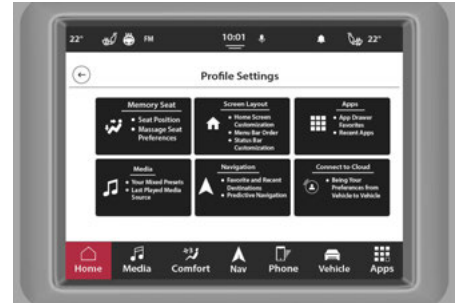 22°
FM
10:01
22°
Profile Settings
Memory Seat
• Seat Position
• Massage Seat
Preferences
Screen Layout
• Home Screen
Customization
• Menu Bar Order
• Status Bar
Customization
Apps
• App Drawer
Favorites
• Recent Apps
Media
• Your Mixed Presets
• Last Played Media
Source
Navigation
• Favorite and Recent
Destinations
• Predictive Navigation
Connect to Cloud
• Being Your
Preferences from
Vehicle to Vehicle
Home
Media
Comfort
Nav
Phone
Vehicle
Apps